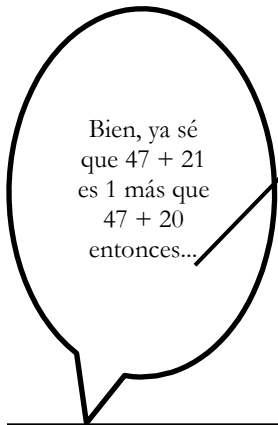 Bien, ya sé
que 47 + 21
es 1 más que
47 + 20
entonces...